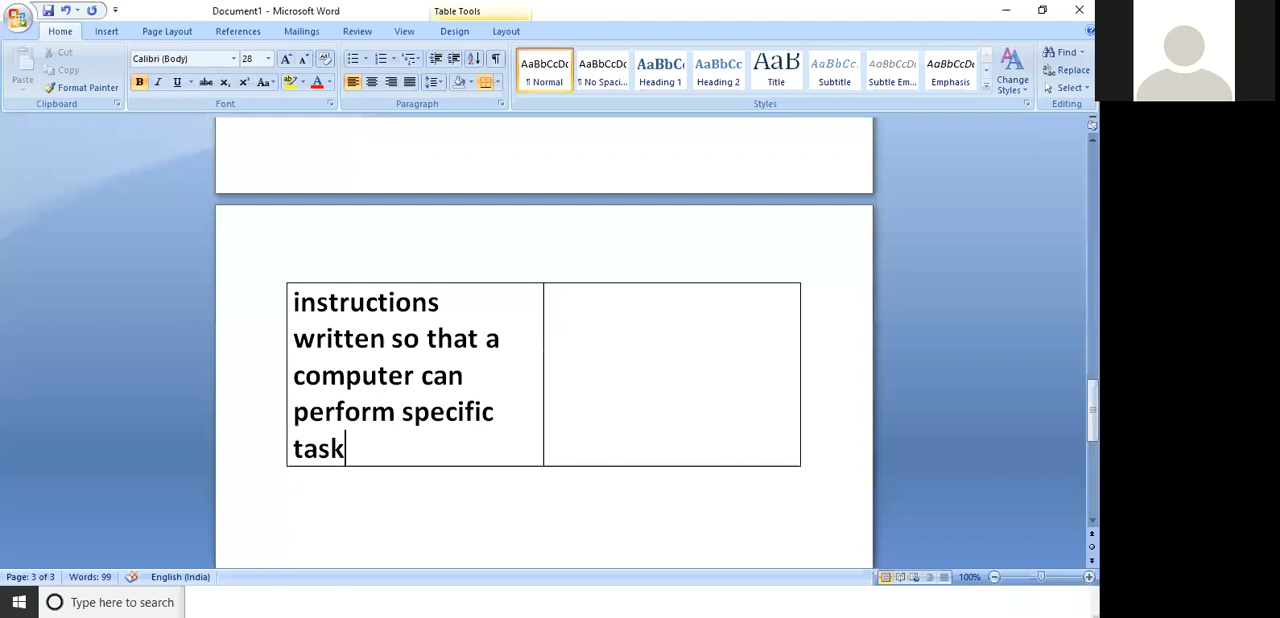 Document1 - Microsoft Word
Table Tools
Home Insert Page Layout References Mailings Review View Design Layout
Cut
Copy
Format Painter
Paste
Clipboard
Calibri (Body) 28
Font
Paragraph
AaBbCcDc AaBbCcDc AaBbCc AaBbCc AaB AaBbCcL AaBbCcDc AaBbCcDc
¶ Normal ¶ No Spaci... Heading 1 Heading 2 Title Subtitle Subtle Em... Emphasis
Change
Styles
Styles
Find
Replace
Select
Editing
instructions
written so that a
computer can
perform specific
task
Page: 3 of 3 Words: 99 English (India) 100%
Type here to search